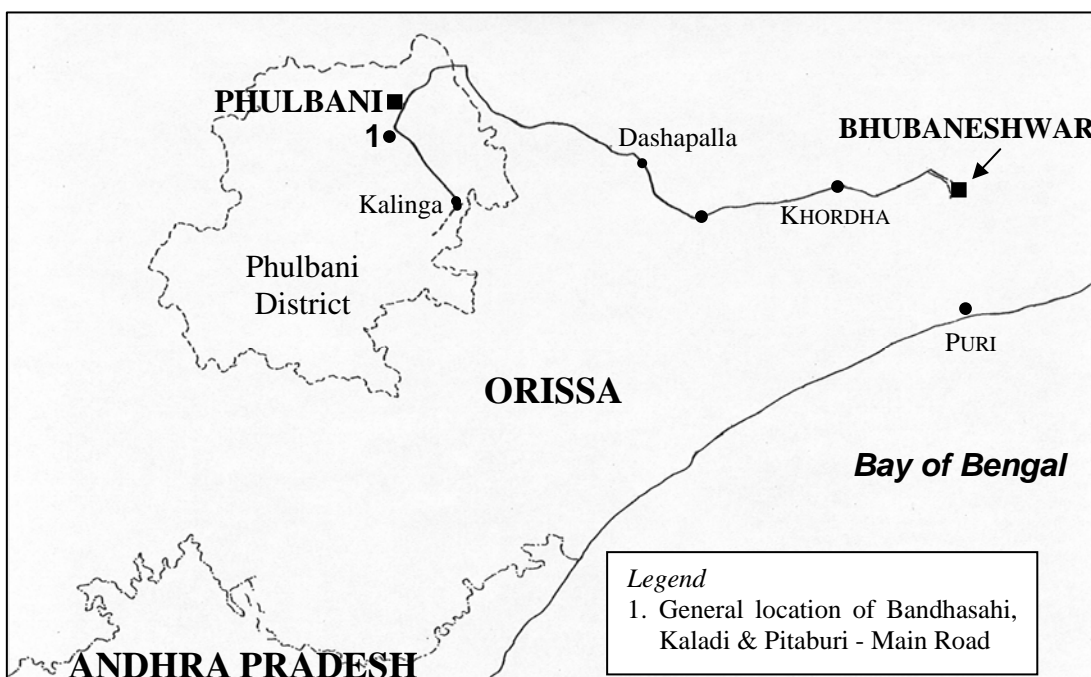 PHULBANI
1
Kalinga
Phulbani
District
Dashapalla
BHUBANESHWAR
KHORDHA
PURI
ORISSA
Bay of Bengal
ANDHRA PRADESH
Legend
1. General location of Bandhasahi,
Kaladi & Pitaburi - Main Road